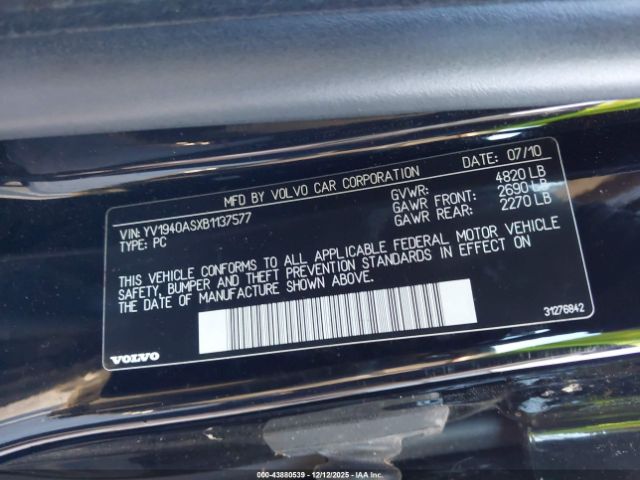 MFD BY VOLVO CAR CORPORATION DATE: 07/10
VIN: YV1940ASXB1137577
TYPE: PC
GVWR: 4820 LB
GAWR FRONT: 2690 LB
GAWR REAR: 2270 LB
THIS VEHICLE CONFORMS TO ALL APPLICABLE FEDERAL MOTOR VEHICLE
SAFETY, BUMPER AND THEFT PREVENTION STANDARDS IN EFFECT ON
THE DATE OF MANUFACTURE SHOWN ABOVE.
VOLVO
31276842
000-43880539 - 12/12/2025 - IAA Inc.